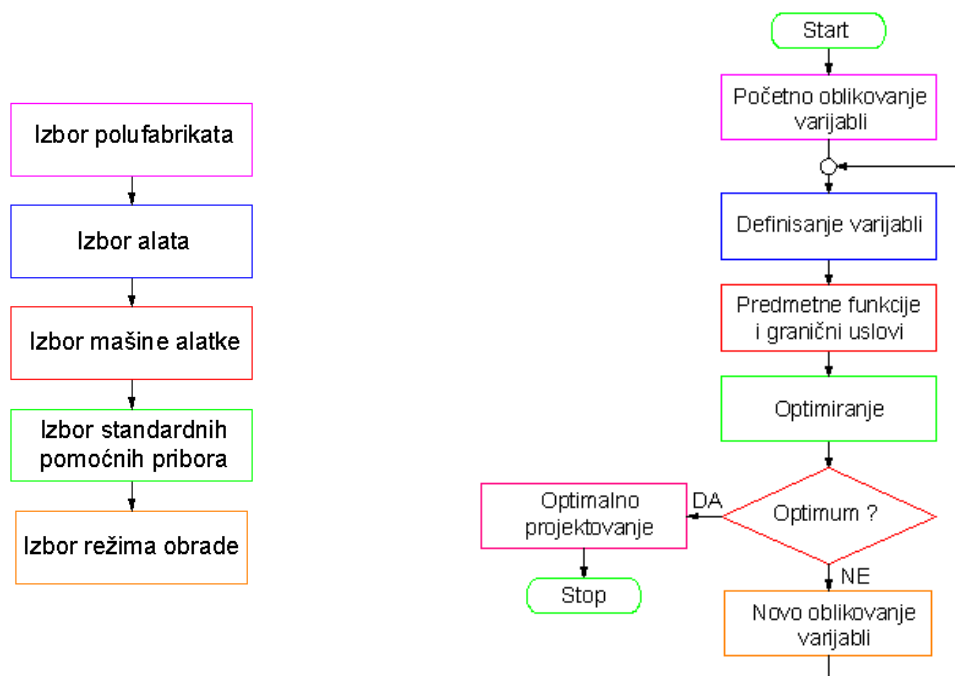 Izbor polufabrikata
Izbor alata
Izbor mašine alatke
Izbor standardnih
pomoćnih pribora
Izbor režima obrade
Start
Početno oblikovanje
varijabli
Definisanje varijabli
Predmetne funkcije
i granični uslovi
Optimiranje
Optimum ?
DA
Optimalno
projektovanje
Stop
NE
Novo oblikovanje
varijabli